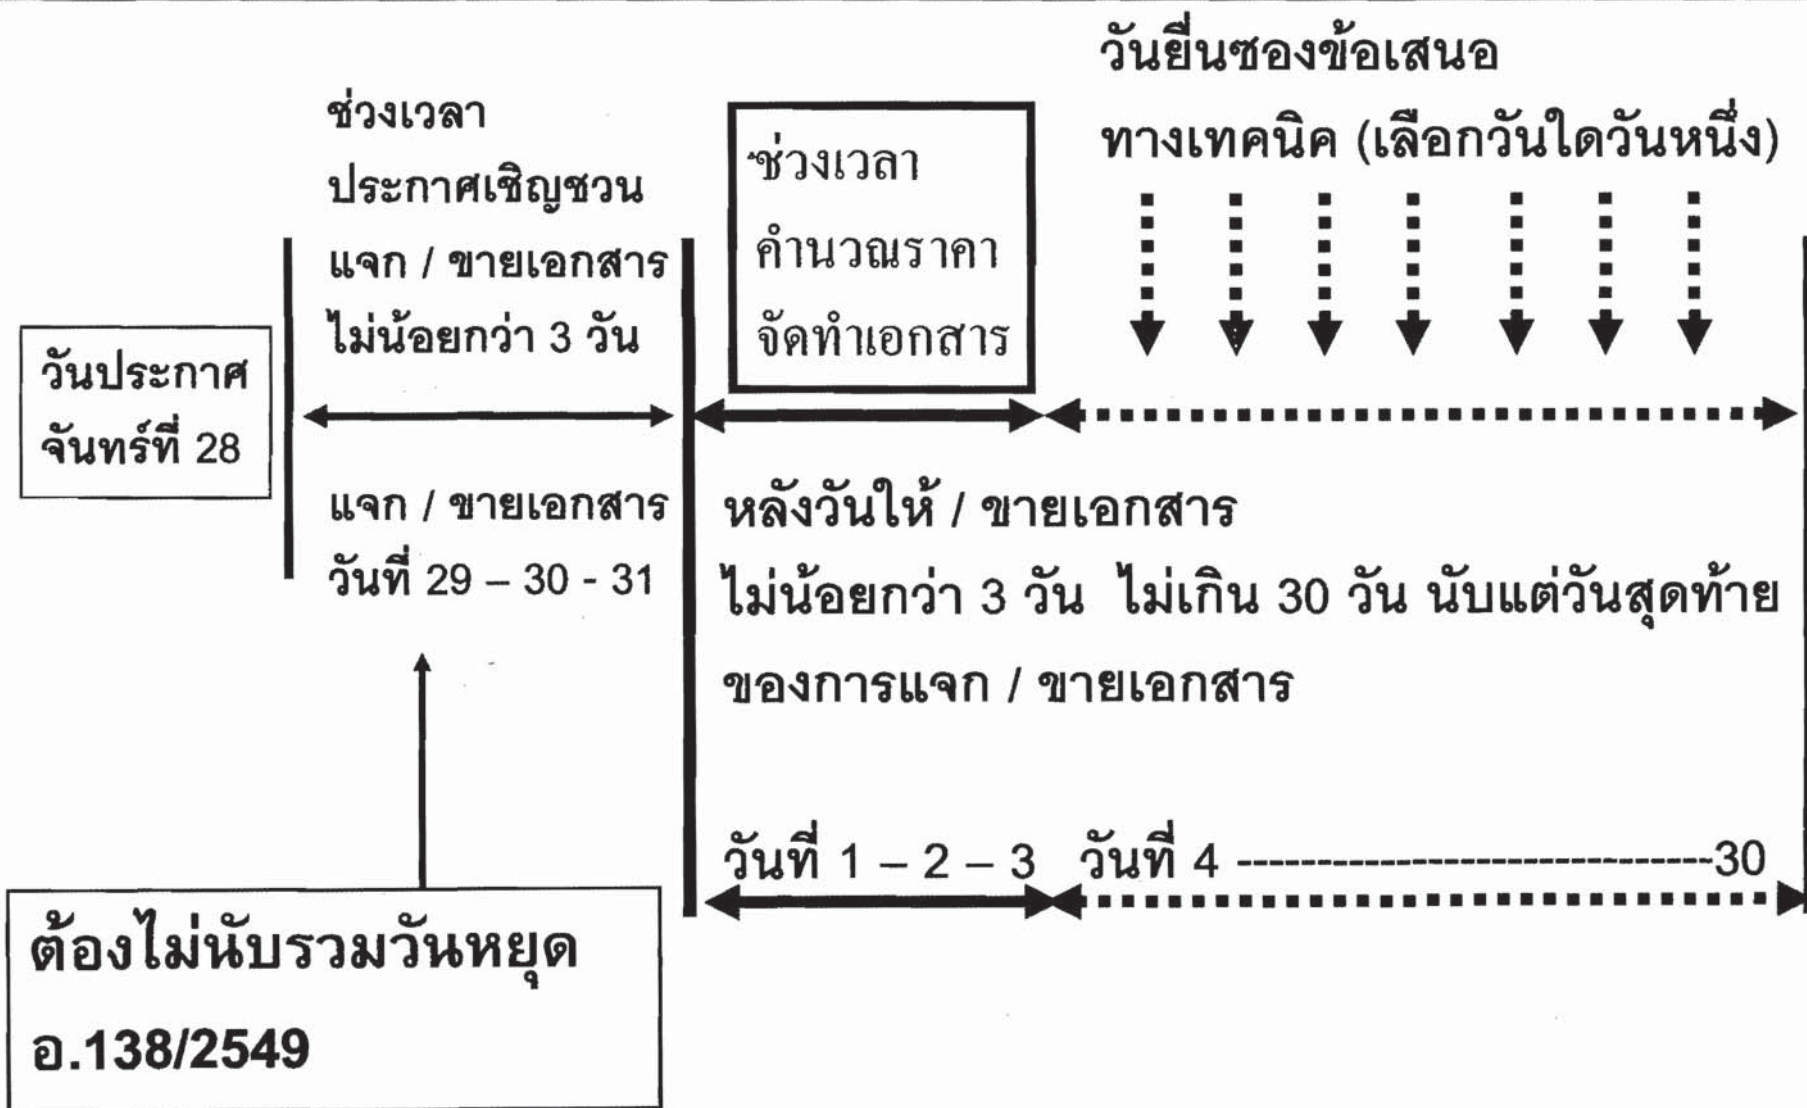 วันประกาศ
จันทร์ที่ 28
ช่วงเวลา
ประกาศเชิญชวน
แจก / ขายเอกสาร
ไม่น้อยกว่า 3 วัน
แจก / ขายเอกสาร
วันที่ 29 – 30 - 31
ต้องไม่นับรวมวันหยุด
อ.138/2549
ช่วงเวลา
คำนวณราคา
จัดทำเอกสาร
วันยื่นซองข้อเสนอ
ทางเทคนิค (เลือกวันใดวันหนึ่ง)
หลังวันให้ / ขายเอกสาร
ไม่น้อยกว่า 3 วัน ไม่เกิน 30 วัน นับแต่วันสุดท้าย
ของการแจก / ขายเอกสาร
วันที่ 1 – 2 – 3 วันที่ 4 ------------------------------30